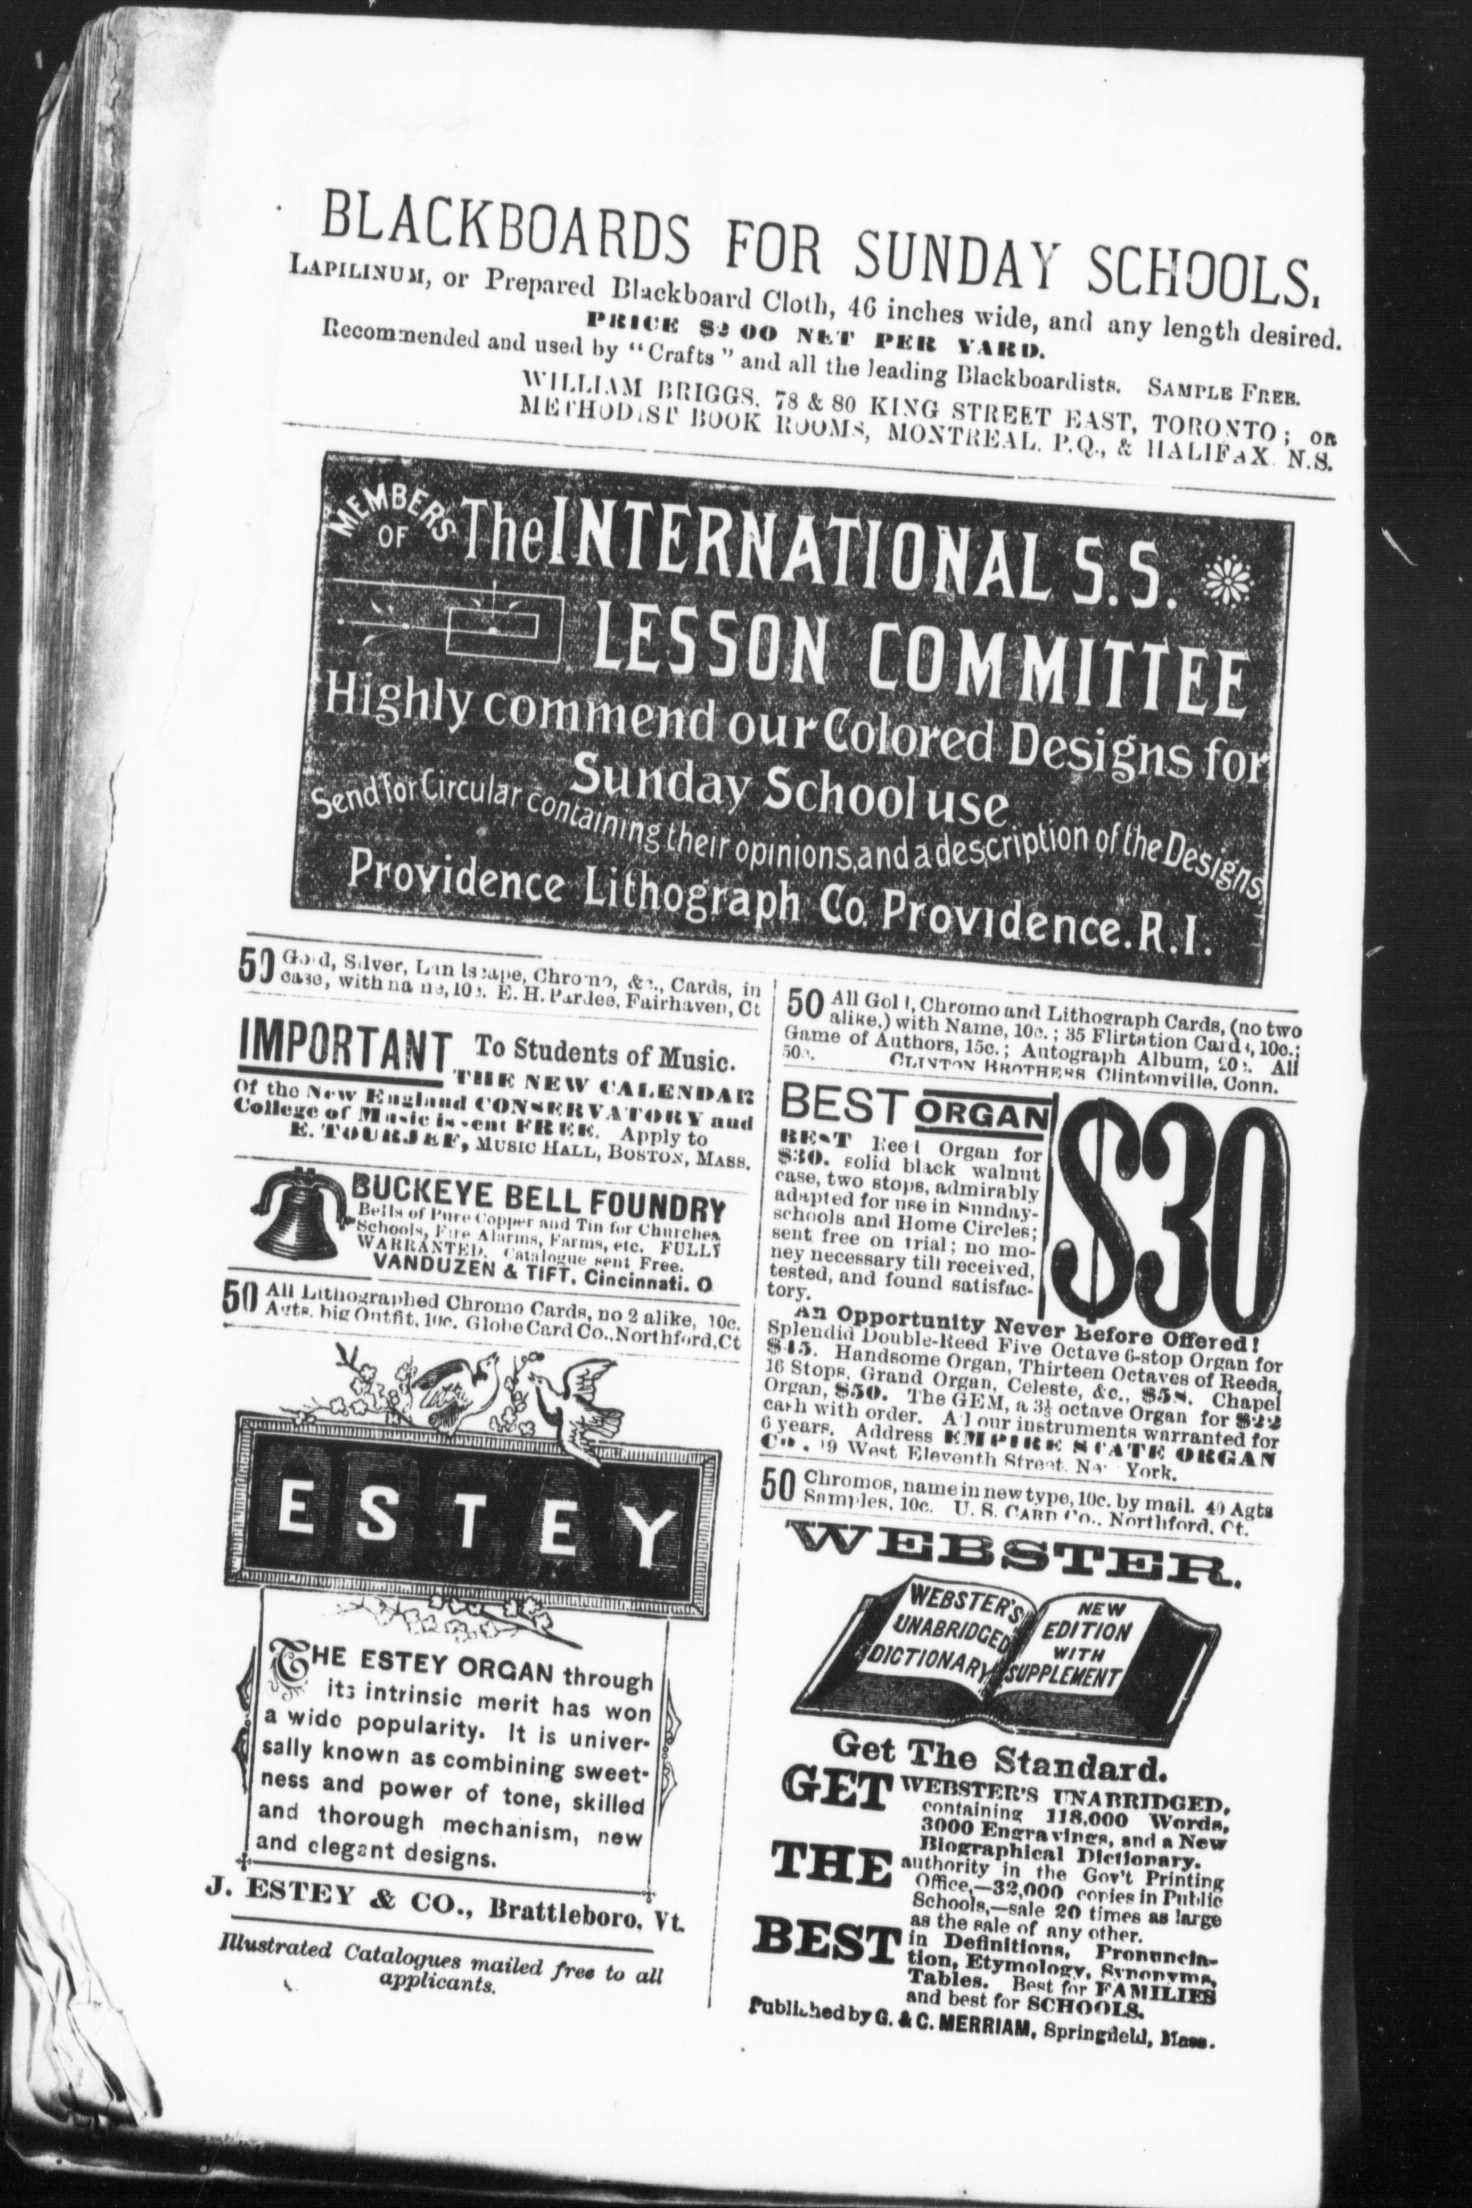 BLACKBOARDS FOR SUNDAY SCHOOLS.
LAPILINUM, or Prepared Blackboard Cloth, 46 inches wide, and any length desired.
PRICE $2 00 NET PER YARD.
Recommended and used by "Crafts" and all the leading Blackboardists. SAMPLE FREE.
WILLIAM BRIGGS, 78 & 80 KING STREET EAST, TORONTO; OR
METHODIST BOOK ROOMS, MONTREAL, P.Q., & HALIFAX, N.S.
MEMBERS OF The INTERNATIONAL S.S.
LESSON COMMITTEE
Highly commend our Colored Designs for
Sunday School use
Send for Circular containing their opinions, and a description of the Designs
Providence Lithograph Co. Providence. R.I.
50 Gold, Silver, Landscape, Chromo, &c., Cards, in
case, with name, 10c. E. H. Pardee, Fairhaven, Ct
IMPORTANT To Students of Music.
THE NEW CALENDAR
Of the New England CONSERVATORY and
College of Music is sent FREE. Apply to
E. TOURJEE, MUSIC HALL, BOSTON, MASS.
BUCKEYE BELL FOUNDRY
Bells of Pure Copper and Tin for Churches,
Schools, Fire Alarms, Farms, etc. FULLY
WARRANTED. Catalogue sent Free.
VANDUZEN & TIFT, Cincinnati. O
50 All Lithographed Chromo Cards, no 2 alike, 10c.
Agts. big Outfit, 10c. Globe Card Co., Northford, Ct
ESTEY
THE ESTEY ORGAN through
its intrinsic merit has won
a wide popularity. It is univer-
sally known as combining sweet-
ness and power of tone, skilled
and thorough mechanism, new
and elegant designs.
J. ESTEY & CO., Brattleboro, Vt.
Illustrated Catalogues mailed free to all
applicants.
50 All Gold, Chromo and Lithograph Cards, (no two
alike,) with Name, 10c.; 35 Flirtation Cards, 10c.;
Game of Authors, 15c.; Autograph Album, 20c. All
50c. CLINTON BROTHERS Clintonville, Conn.
BEST ORGAN $30
BEST Reed Organ for
$30. solid black walnut
case, two stops, admirably
adapted for use in Sunday-
schools and Home Circles;
sent free on trial; no mo-
ney necessary till received,
tested, and found satisfac-
tory.
An Opportunity Never Before Offered!
Splendid Double-Reed Five Octave 6-stop Organ for
$45. Handsome Organ, Thirteen Octaves of Reeds,
16 Stops, Grand Organ, Celeste, &c., $58. Chapel
Organ, $50. The GEM, a 3½ octave Organ for $22
cash with order. All our instruments warranted for
6 years. Address EMPIRE STATE ORGAN
Co., 19 West Eleventh Street, New York.
50 Chromos, name in new type, 10c. by mail. 40 Agts
Samples, 10c. U. S. CARD CO., Northford, Ct.
WEBSTER.
WEBSTER'S
UNABRIDGED
DICTIONARY
NEW
EDITION
WITH
SUPPLEMENT
Get The Standard.
GET WEBSTER'S UNABRIDGED,
containing 118,000 Words,
3000 Engravings, and a New
Biographical Dictionary.
THE authority in the Gov't Printing
Office,—32,000 copies in Public
Schools,—sale 20 times as large
as the sale of any other.
BEST in Definitions, Pronuncia-
tion, Etymology, Synonyms,
Tables. Best for FAMILIES
and best for SCHOOLS.
Published by G. & C. MERRIAM, Springfield, Mass.